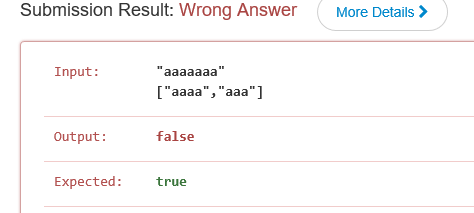 Submission Result: Wrong Answer
More Details
Input: "aaaaaaa"
["aaaa","aaa"]
Output: false
Expected: true